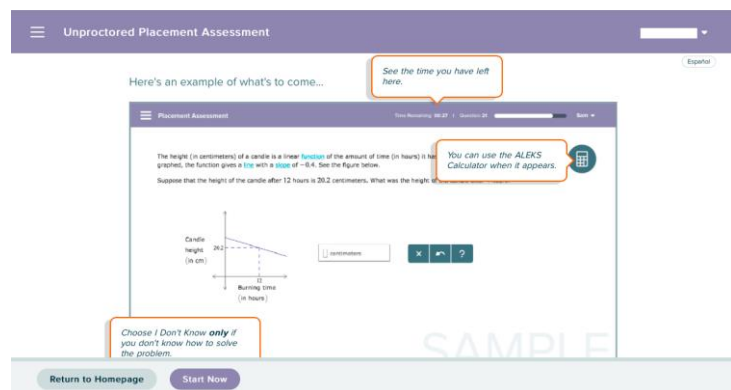 Unproctored Placement Assessment
Español
Here's an example of what's to come...
See the time you have left
here.
Placement Assessment
Time Remaining: 56:27 | Question 21
Sam
The height (in centimeters) of a candle is a linear function of the amount of time (in hours) it has
graphed, the function gives a line with a slope of −0.4. See the figure below.
Suppose that the height of the candle after 12 hours is 20.2 centimeters. What was the height of
You can use the ALEKS
Calculator when it appears.
Candle
height
(in cm)
12
Burning time
(in hours)
centimeters
×
?
Choose I Don't Know only if
you don't know how to solve
the problem.
SAMPLE
Return to Homepage
Start Now